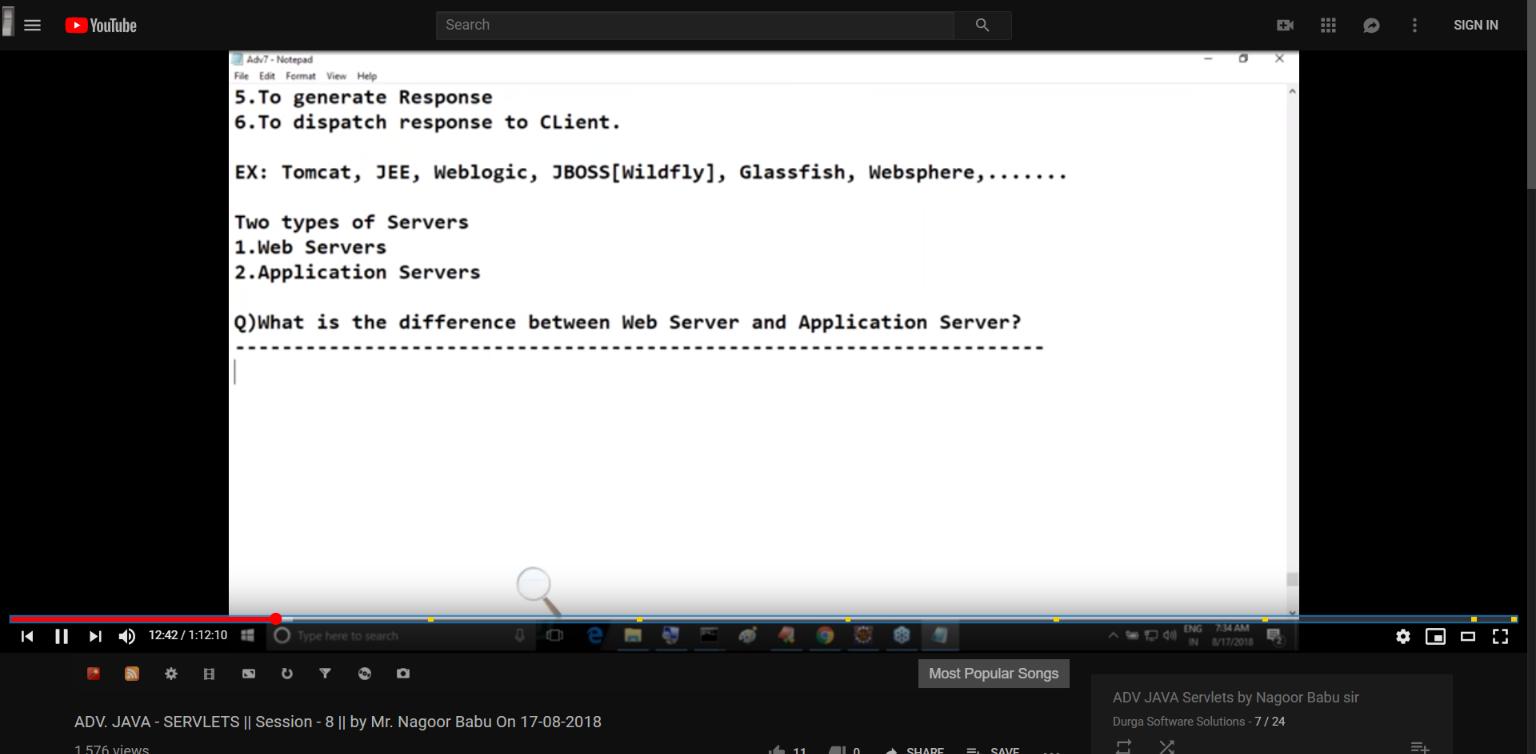 YouTube
Search
SIGN IN
Adv7 - Notepad
File Edit Format View Help
5.To generate Response
6.To dispatch response to CLient.
EX: Tomcat, JEE, Weblogic, JBOSS[Wildfly], Glassfish, Websphere,.......
Two types of Servers
1.Web Servers
2.Application Servers
Q)What is the difference between Web Server and Application Server?
---------------------------------------------------------------------
12:42 / 1:12:10
Type here to search
ENG
IN
7:34 AM
8/17/2018
2
Most Popular Songs
ADV. JAVA - SERVLETS || Session - 8 || by Mr. Nagoor Babu On 17-08-2018
1,576 views
11
0
SHARE
SAVE
ADV JAVA Servlets by Nagoor Babu sir
Durga Software Solutions - 7 / 24